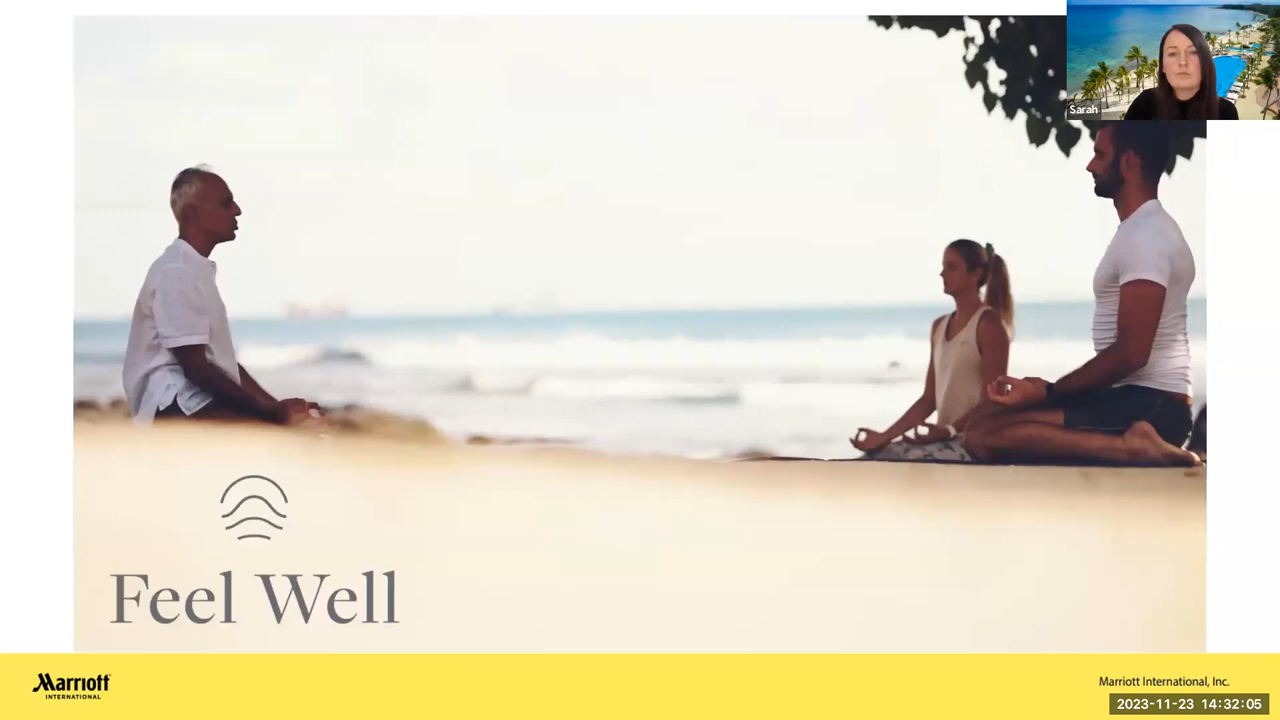 Sarah
Feel Well
Marriott
INTERNATIONAL
Marriott International, Inc.
2023-11-23 14:32:05